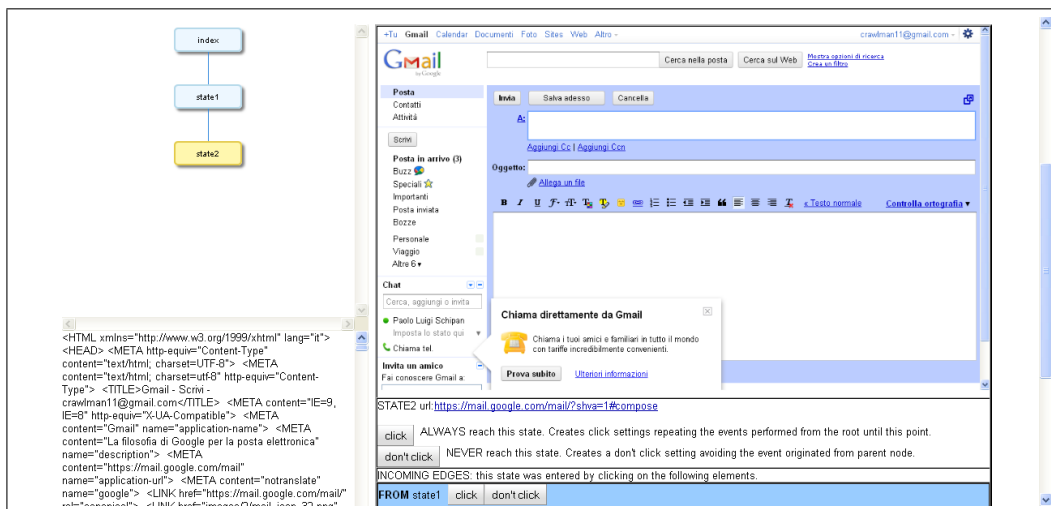 index
state1
state2
<HTML xmlns="http://www.w3.org/1999/xhtml" lang="it">
<HEAD> <META http-equiv="Content-Type"
content="text/html; charset=UTF-8"> <META
content="text/html; charset=utf-8" http-equiv="Content-
Type"> <TITLE>Gmail - Scrivi -
crawlman11@gmail.com</TITLE> <META content="IE=9,
IE=8" http-equiv="X-UA-Compatible"> <META
content="Gmail" name="application-name"> <META
content="La filosofia di Google per la posta elettronica"
name="description"> <META
content="https://mail.google.com/mail"
name="application-url"> <META content="notranslate"
name="google"> <LINK href="https://mail.google.com/mail/"
+Tu Gmail Calendar Documenti Foto Sites Web Altro -
crawlman11@gmail.com -
Gmail
by Google
Cerca nella posta Cerca sul Web
Mostra opzioni di ricerca
Crea un filtro
Posta
Contatti
Attività
Scrivi
Posta in arrivo (3)
Buzz
Speciali
Importanti
Posta inviata
Bozze
Personale
Viaggio
Altre 6 ▾
Chat
Cerca, aggiungi o invita
Paolo Luigi Schipan
Imposta lo stato qui ▾
Chiama tel.
Invita un amico
Fai conoscere Gmail a:
Invia Salva adesso Cancella
A:
Aggiungi Cc | Aggiungi Ccn
Oggetto:
Allega un file
B I U
« Testo normale Controlla ortografia ▾
Chiama direttamente da Gmail
Chiama i tuoi amici e familiari in tutto il mondo
con tariffe incredibilmente convenienti.
Prova subito Ulteriori informazioni
STATE2 url:https://mail.google.com/mail/?shva=1#compose
click ALWAYS reach this state. Creates click settings repeating the events performed from the root until this point.
don't click NEVER reach this state. Creates a don't click setting avoiding the event originated from parent node.
INCOMING EDGES: this state was entered by clicking on the following elements.
FROM state1 click don't click